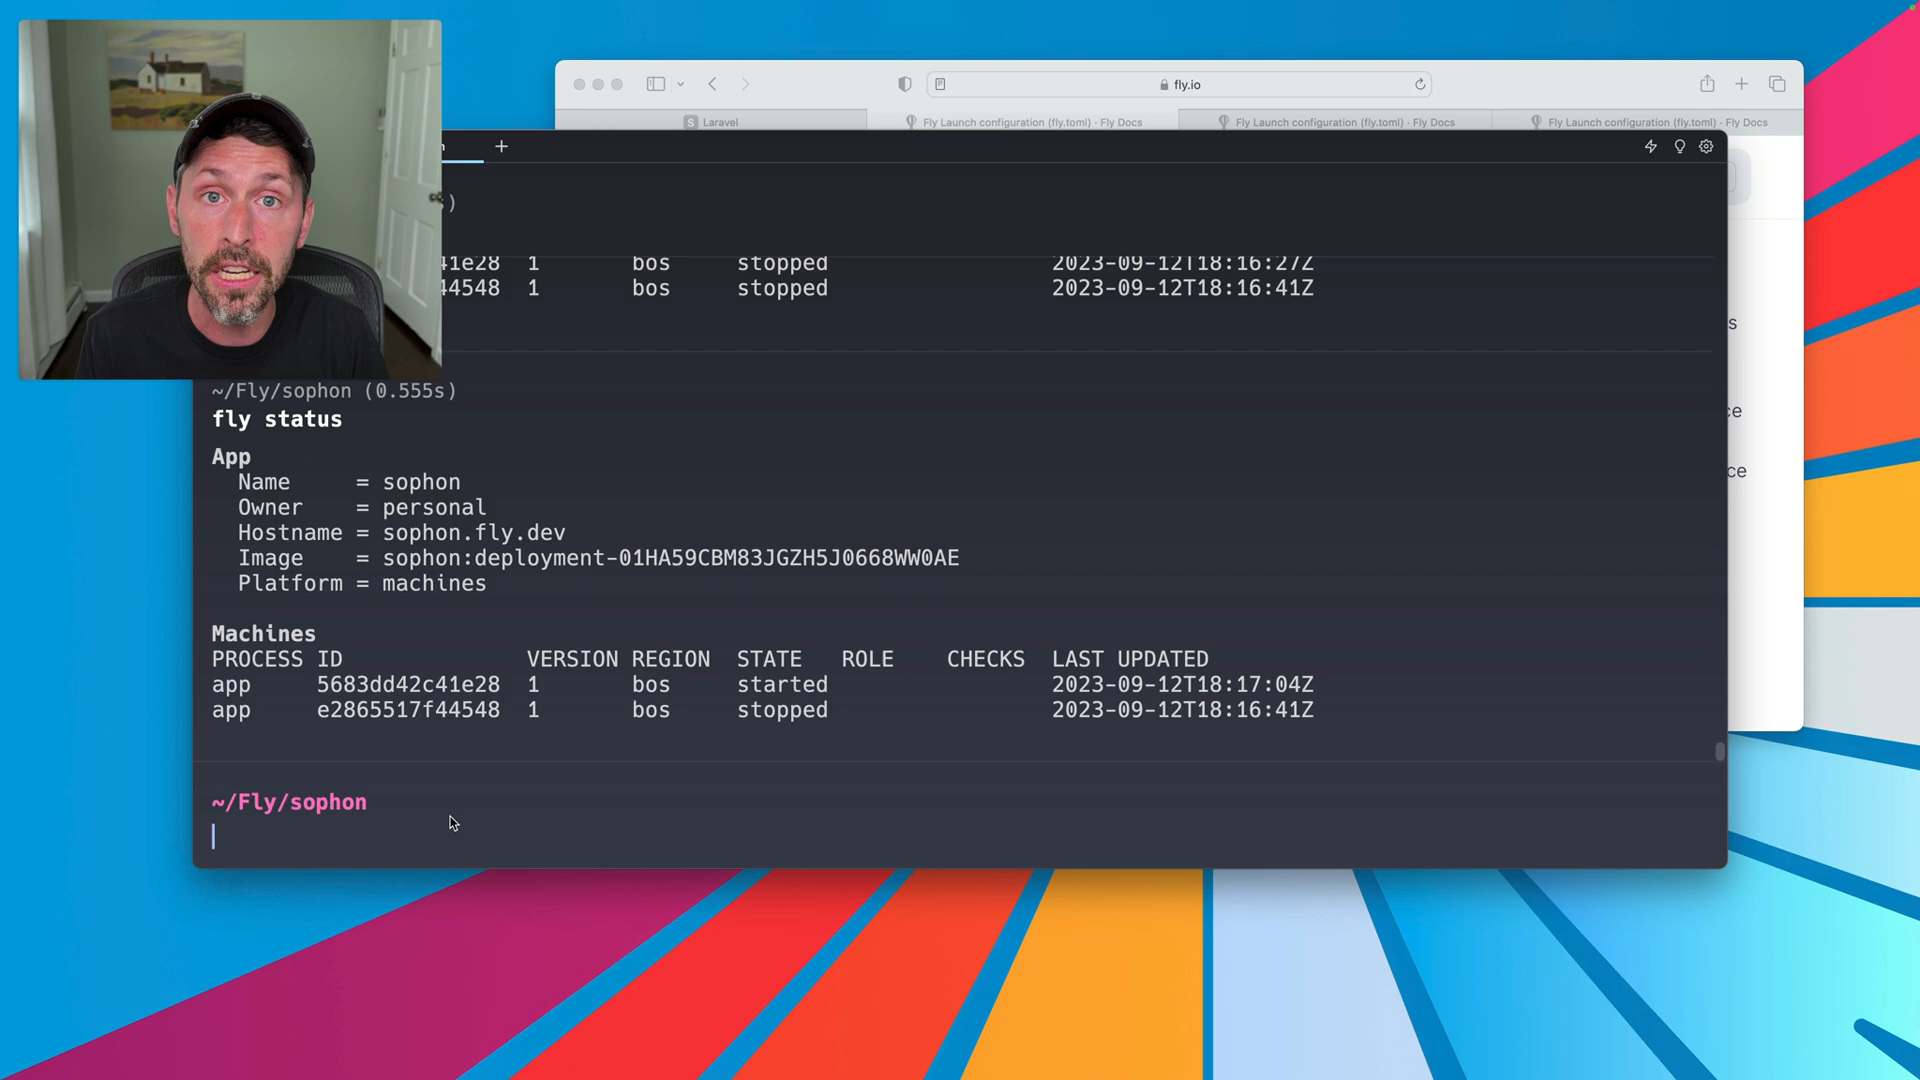 fly.io
Laravel
Fly Launch configuration (fly.toml) · Fly Docs
Fly Launch configuration (fly.toml) · Fly Docs
Fly Launch configuration (fly.toml) · Fly Docs
41e28 1 bos stopped 2023-09-12T18:16:27Z
44548 1 bos stopped 2023-09-12T18:16:41Z
~/Fly/sophon (0.555s)
fly status
App
Name = sophon
Owner = personal
Hostname = sophon.fly.dev
Image = sophon:deployment-01HA59CBM83JGZH5J0668WW0AE
Platform = machines
Machines
PROCESS ID VERSION REGION STATE ROLE CHECKS LAST UPDATED
app 5683dd42c41e28 1 bos started 2023-09-12T18:17:04Z
app e2865517f44548 1 bos stopped 2023-09-12T18:16:41Z
~/Fly/sophon